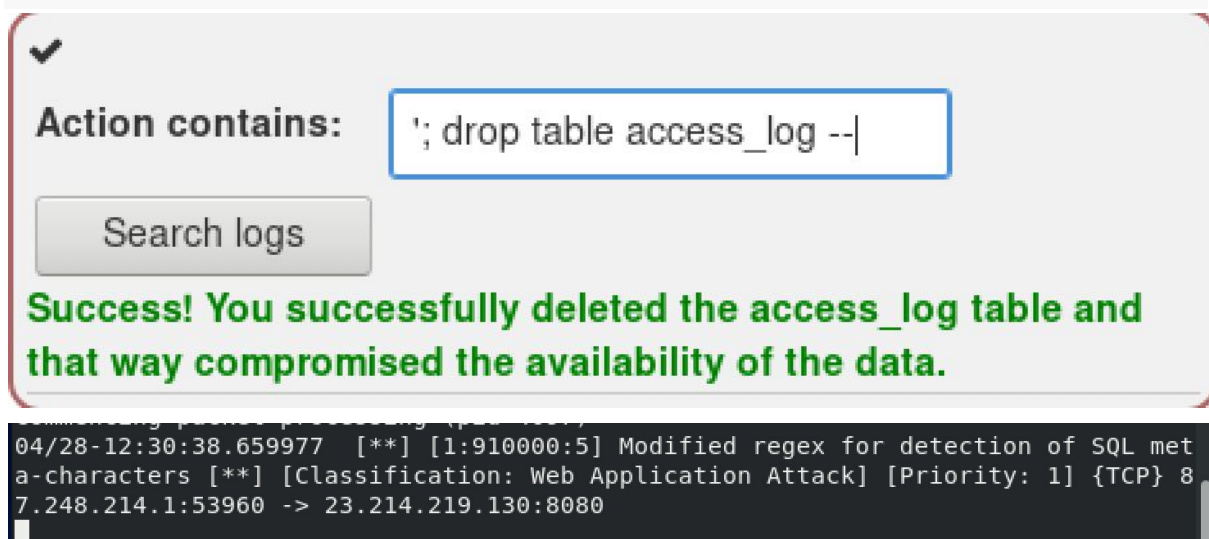 Action contains:
'; drop table access_log --
Search logs
Success! You successfully deleted the access_log table and
that way compromised the availability of the data.
04/28-12:30:38.659977  [**] [1:910000:5] Modified regex for detection of SQL met
a-characters [**] [Classification: Web Application Attack] [Priority: 1] {TCP} 8
7.248.214.1:53960 -> 23.214.219.130:8080